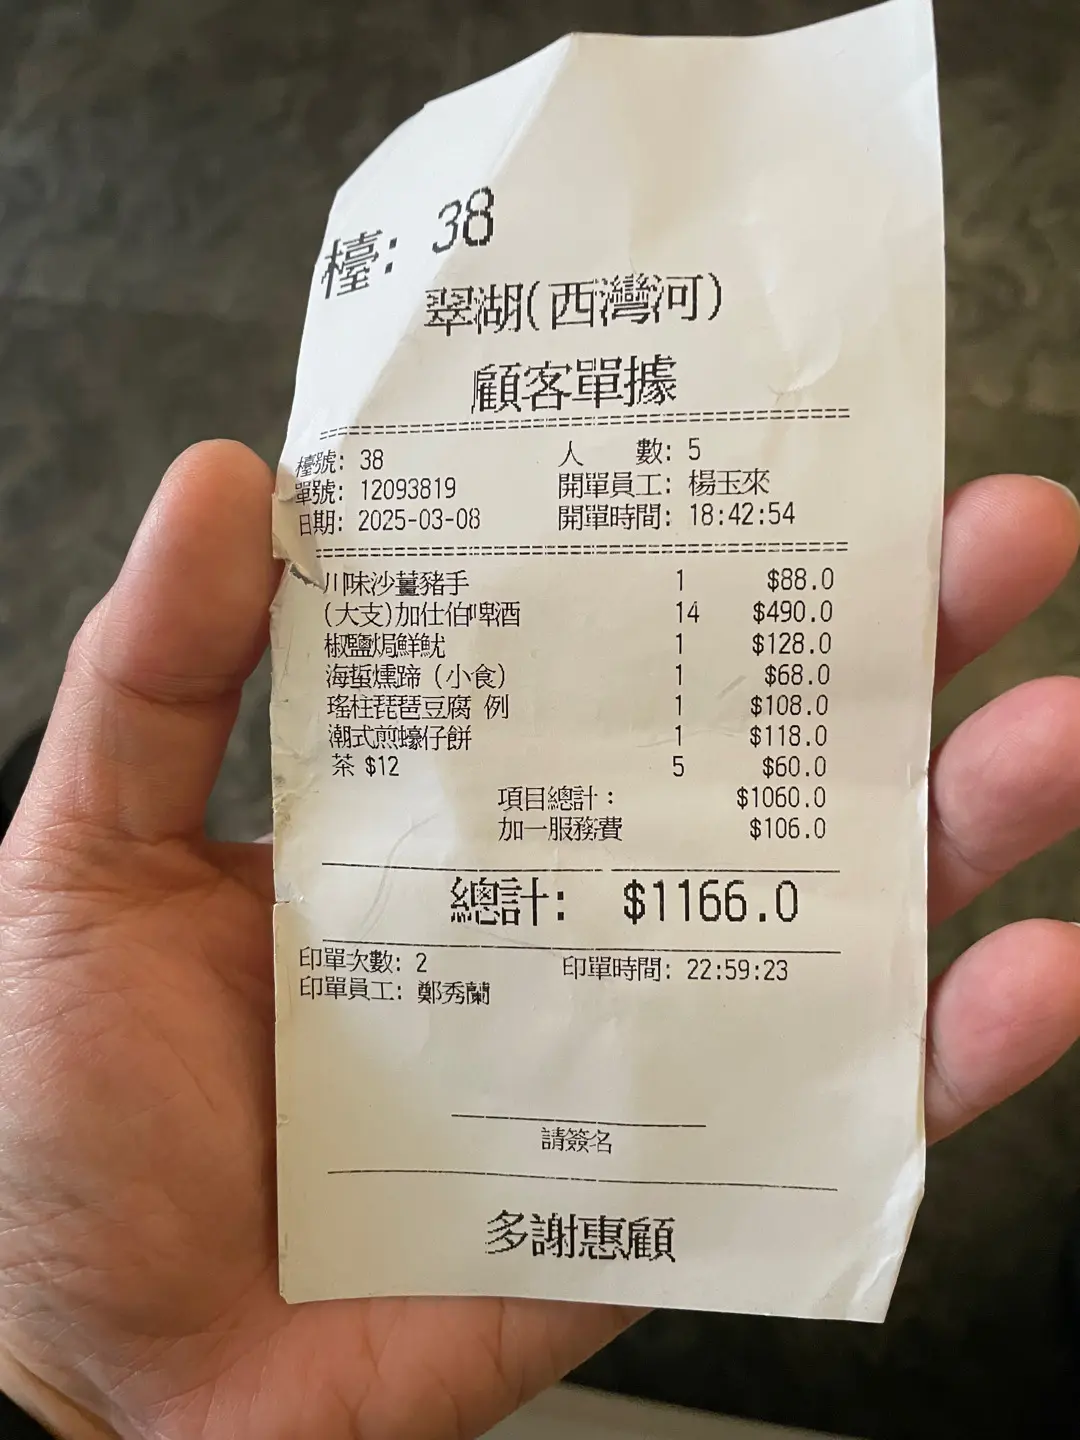 檯: 38
翠湖(西灣河)
顧客單據
檯號: 38 人 數: 5
單號: 12093819 開單員工: 楊玉來
日期: 2025-03-08 開單時間: 18:42:54
川味沙薑豬手 1 $88.0
(大支)加仕伯啤酒 14 $490.0
椒鹽焗鮮魷 1 $128.0
海蜇燻蹄 (小食) 1 $68.0
瑤柱琵琶豆腐 例 1 $108.0
潮式煎蠔仔餅 1 $118.0
茶 $12 5 $60.0
項目總計: $1060.0
加一服務費 $106.0
總計: $1166.0
印單次數: 2 印單時間: 22:59:23
印單員工: 鄭秀蘭
請簽名
多謝惠顧